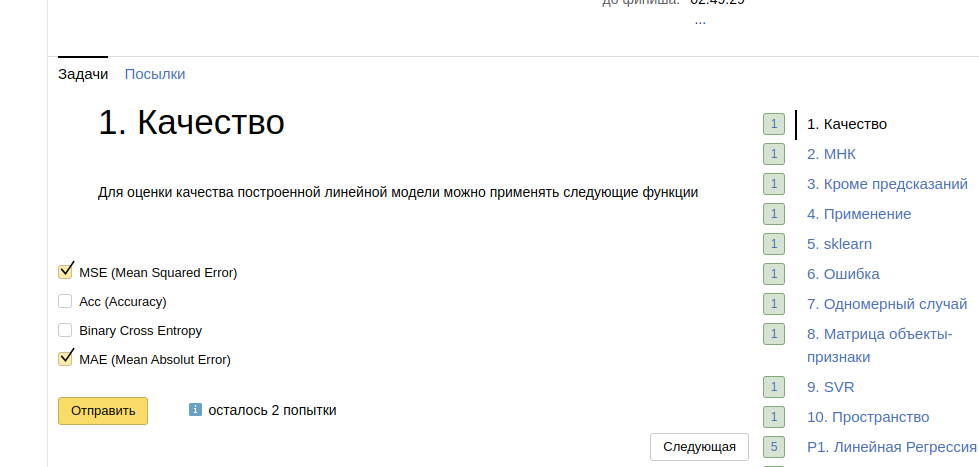 до финиша: 02:49:29
...
Задачи Посылки
1. Качество
Для оценки качества построенной линейной модели можно применять следующие функции
MSE (Mean Squared Error)
Acc (Accuracy)
Binary Cross Entropy
MAE (Mean Absolut Error)
Отправить
i осталось 2 попытки
Следующая
1 1. Качество
1 2. МНК
1 3. Кроме предсказаний
1 4. Применение
1 5. sklearn
1 6. Ошибка
1 7. Одномерный случай
1 8. Матрица объекты-
признаки
1 9. SVR
1 10. Пространство
5 P1. Линейная Регрессия